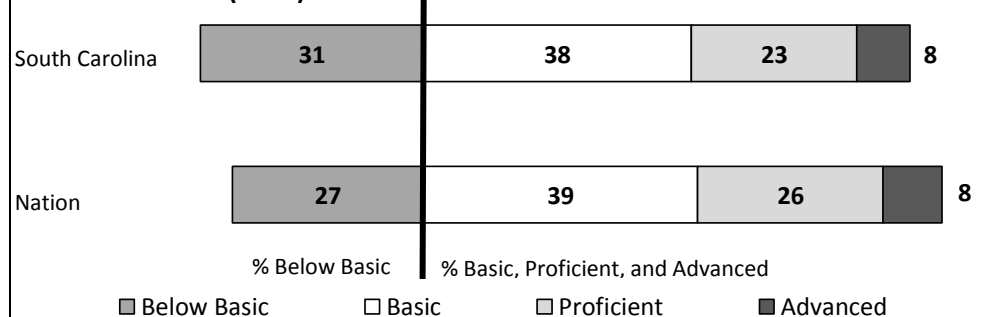 South Carolina 31 38 23 8
Nation 27 39 26 8
% Below Basic % Basic, Proficient, and Advanced
Below Basic Basic Proficient Advanced